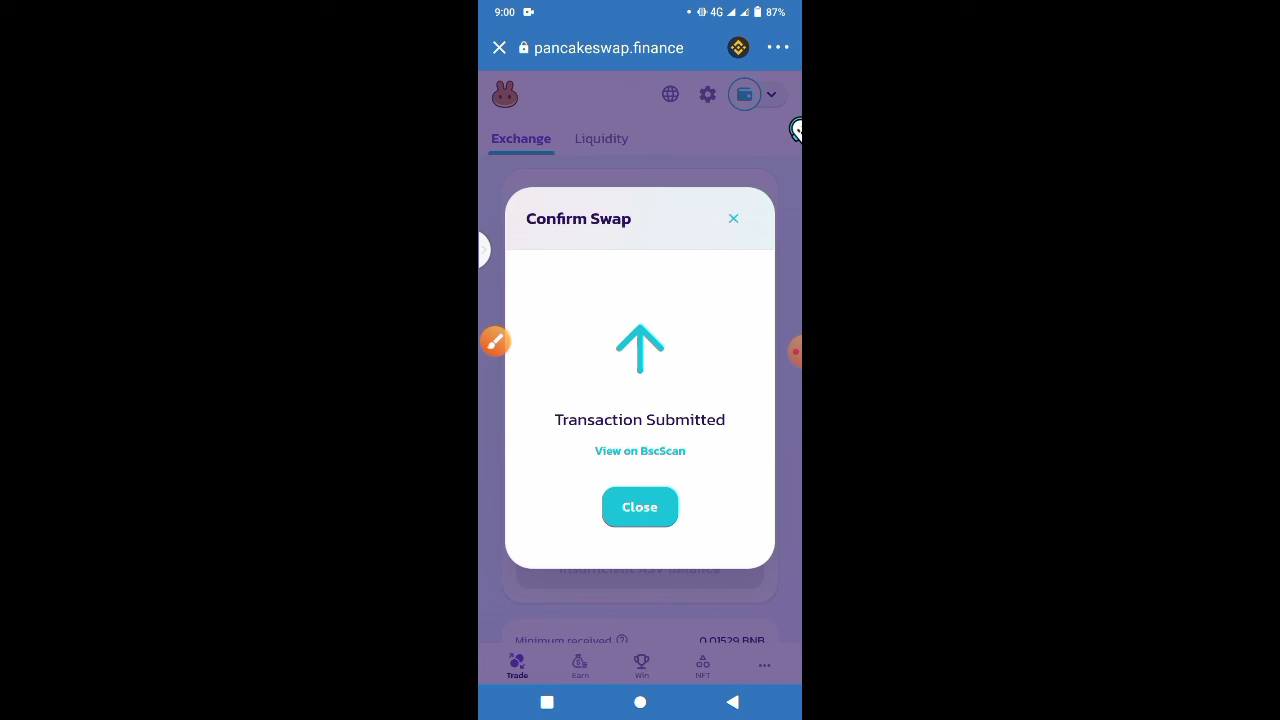 9:00
4G
87%
pancakeswap.finance
Exchange
Liquidity
Confirm Swap
Transaction Submitted
View on BscScan
Close
Minimum received
0.01529 BNB
Trade
Earn
Win
NFT